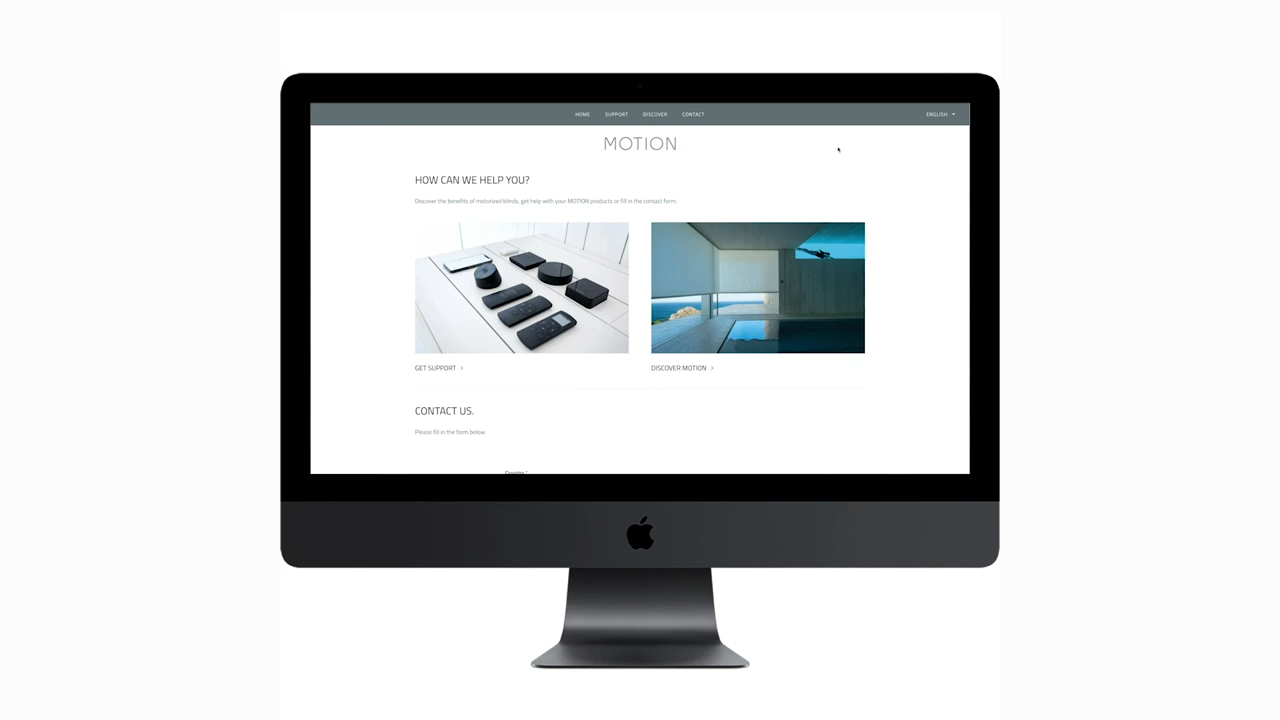 HOME SUPPORT DISCOVER CONTACT ENGLISH
MOTION
HOW CAN WE HELP YOU?
Discover the benefits of motorized blinds, get help with your MOTION products or fill in the contact form.
GET SUPPORT >
DISCOVER MOTION >
CONTACT US.
Please fill in the form below.
Country *